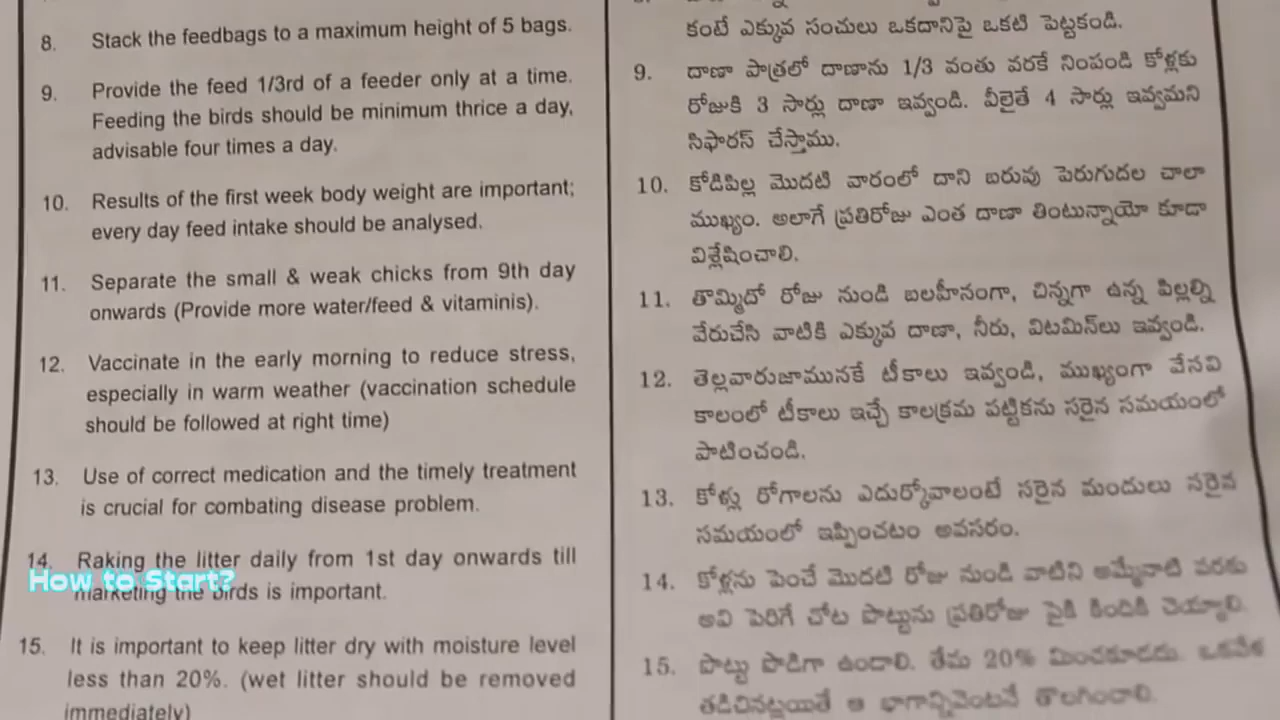 8. Stack the feedbags to a maximum height of 5 bags.
9. Provide the feed 1/3rd of a feeder only at a time.
Feeding the birds should be minimum thrice a day,
advisable four times a day.
10. Results of the first week body weight are important;
every day feed intake should be analysed.
11. Separate the small & weak chicks from 9th day
onwards (Provide more water/feed & vitaminis).
12. Vaccinate in the early morning to reduce stress,
especially in warm weather (vaccination schedule
should be followed at right time)
13. Use of correct medication and the timely treatment
is crucial for combating disease problem.
14. Raking the litter daily from 1st day onwards till
How to Start?
marketing the birds is important.
15. It is important to keep litter dry with moisture level
less than 20%. (wet litter should be removed
immediately)
కంటే ఎక్కువ సంచులు ఒకదానిపై ఒకటి పెట్టకండి.
9. దాణా పాత్రలో దాణాను 1/3 వంతు వరకే నింపండి కోళ్లకు
రోజుకి 3 సార్లు దాణా ఇవ్వండి. వీలైతే 4 సార్లు ఇవ్వమని
సిఫారస్ చేస్తాము.
10. కోడిపిల్ల మొదటి వారంలో దాని బరువు పెరుగుదల చాలా
ముఖ్యం. అలాగే ప్రతిరోజు ఎంత దాణా తింటున్నాయో కూడా
విశ్లేషించాలి.
11. తొమ్మిదో రోజు నుండి బలహీనంగా, చిన్నగా ఉన్న పిల్లల్ని
వేరుచేసి వాటికి ఎక్కువ దాణా, నీరు, విటమిన్‌లు ఇవ్వండి.
12. తెల్లవారుజామునకే టీకాలు ఇవ్వండి, ముఖ్యంగా వేసవి
కాలంలో టీకాలు ఇచ్చే కాలక్రమ పట్టికను సరైన సమయంలో
పాటించండి.
13. కోళ్లు రోగాలను ఎదుర్కోవాలంటే సరైన మందులు సరైన
సమయంలో ఇప్పించటం అవసరం.
14. కోళ్లను పెంచే మొదటి రోజు నుండి వాటిని అమ్మేనాటి వరకు
అవి పెరిగే చోట పొట్టును ప్రతిరోజు పైకి కిందికి చెయ్యాలి.
15. పొట్టు పొడిగా ఉండాలి. తేమ 20% మించకూడదు. ఒకవేళ
తడిచినట్లయితే ఆ భాగాన్నివెంటనే తొలగించాలి.